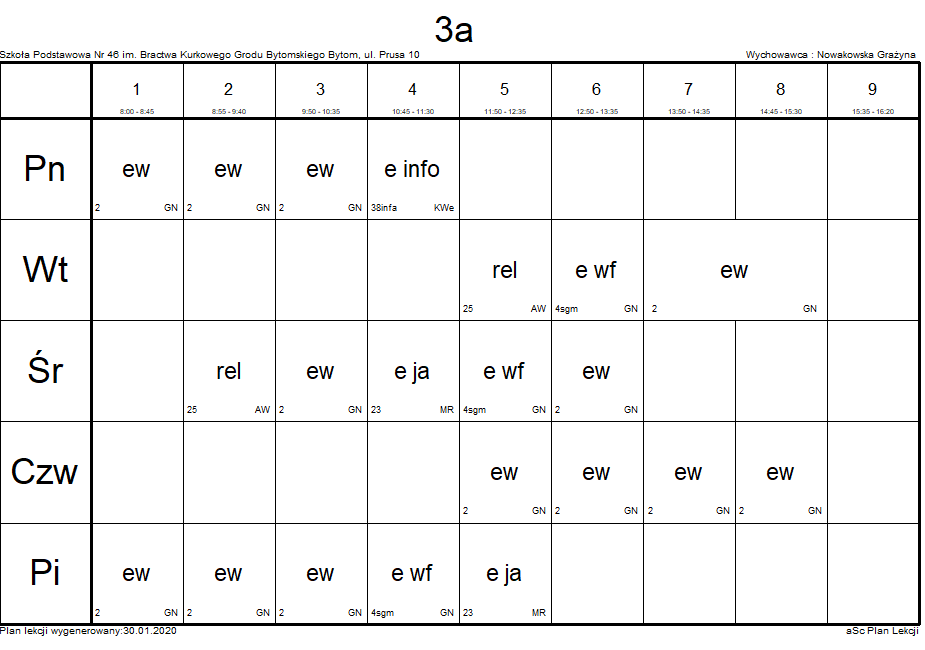 3a
Szkoła Podstawowa Nr 46 im. Bractwa Kurkowego Grodu Bytomskiego Bytom, ul. Prusa 10 Wychowawca : Nowakowska Grażyna
1 2 3 4 5 6 7 8 9
8:00 - 8:45 8:55 - 9:40 9:50 - 10:35 10:45 - 11:30 11:50 - 12:35 12:50 - 13:35 13:50 - 14:35 14:45 - 15:30 15:35 - 16:20
Pn ew ew ew e info
2 GN 2 GN 2 GN 38infa KWe
Wt rel e wf ew
25 AW 4sgm GN 2 GN
Śr rel ew e ja e wf ew
25 AW 2 GN 23 MR 4sgm GN 2 GN
Czw ew ew ew ew
2 GN 2 GN 2 GN 2 GN
Pi ew ew ew e wf e ja
2 GN 2 GN 2 GN 4sgm GN 23 MR
Plan lekcji wygenerowany:30.01.2020 aSc Plan Lekcji